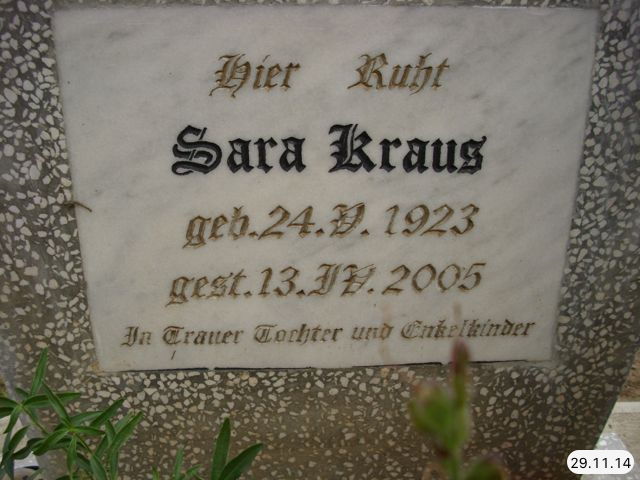 Hier Ruht
Sara Kraus
geb. 24. V. 1923
gest. 13. IV. 2005
In Trauer Tochter und Enkelkinder
29.11.14